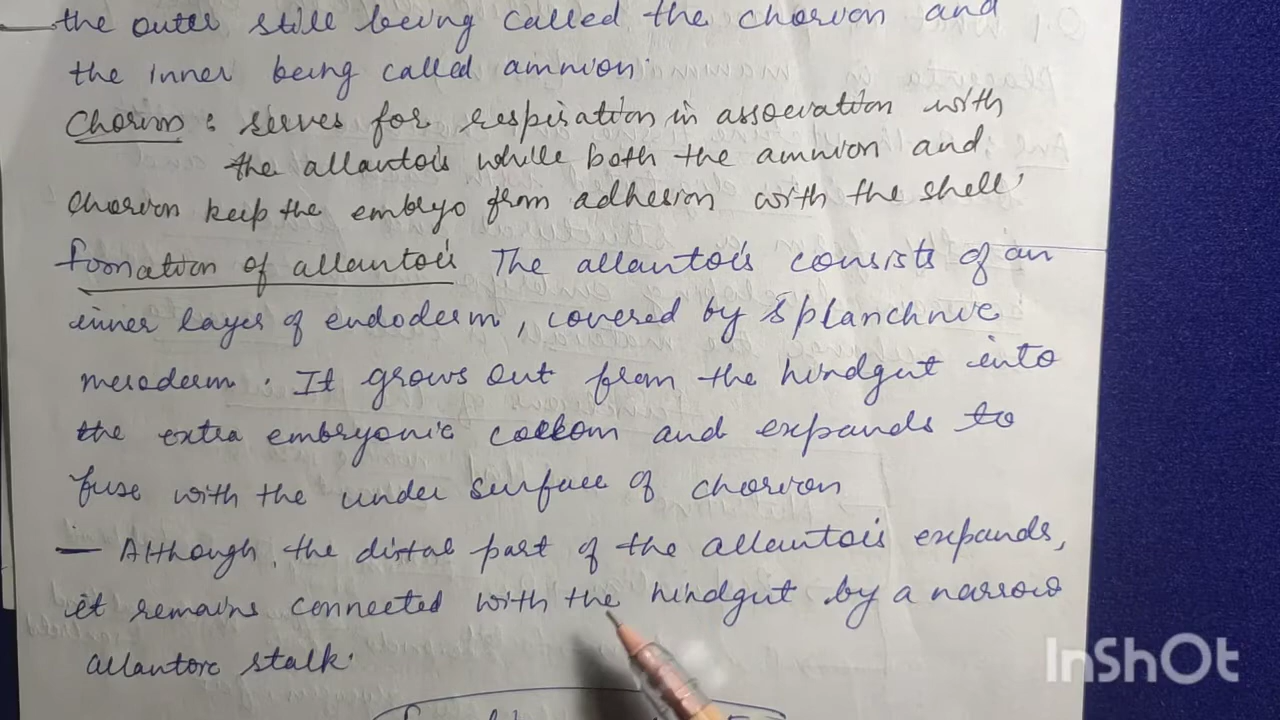 the outer still being called the chorion and
the inner being called amnion.
Chorion : serves for respiration in association with
the allantois while both the amnion and
chorion keep the embryo from adhesion with the shell.
formation of allantois The allantois consists of an
inner layer of endoderm, covered by splanchnic
mesoderm. It grows out from the hindgut into
the extra embryonic coelom and expands to
fuse with the under surface of chorion
— Although, the distal part of the allantois expands,
it remains connected with the hindgut by a narrow
allantoic stalk.
InShOt